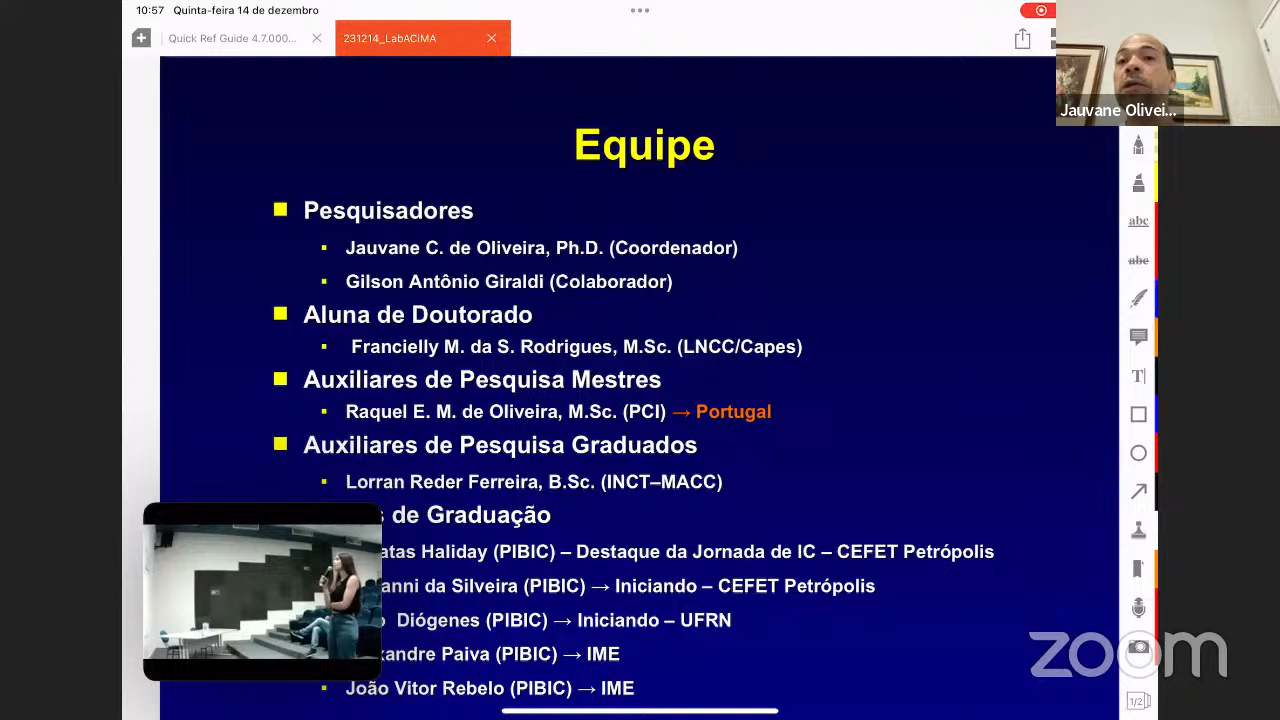 10:57 Quinta-feira 14 de dezembro
Quick Ref Guide 4.7.000...
231214_LabACiMA
Jauvane Olivei...
Equipe
Pesquisadores
Jauvane C. de Oliveira, Ph.D. (Coordenador)
Gilson Antônio Giraldi (Colaborador)
Aluna de Doutorado
Francielly M. da S. Rodrigues, M.Sc. (LNCC/Capes)
Auxiliares de Pesquisa Mestres
Raquel E. M. de Oliveira, M.Sc. (PCI) → Portugal
Auxiliares de Pesquisa Graduados
Lorran Reder Ferreira, B.Sc. (INCT–MACC)
de Graduação
Haliday (PIBIC) – Destaque da Jornada de IC – CEFET Petrópolis
da Silveira (PIBIC) → Iniciando – CEFET Petrópolis
Diógenes (PIBIC) → Iniciando – UFRN
Paiva (PIBIC) → IME
João Vitor Rebelo (PIBIC) → IME
abc
abc
T
1/2
zoom